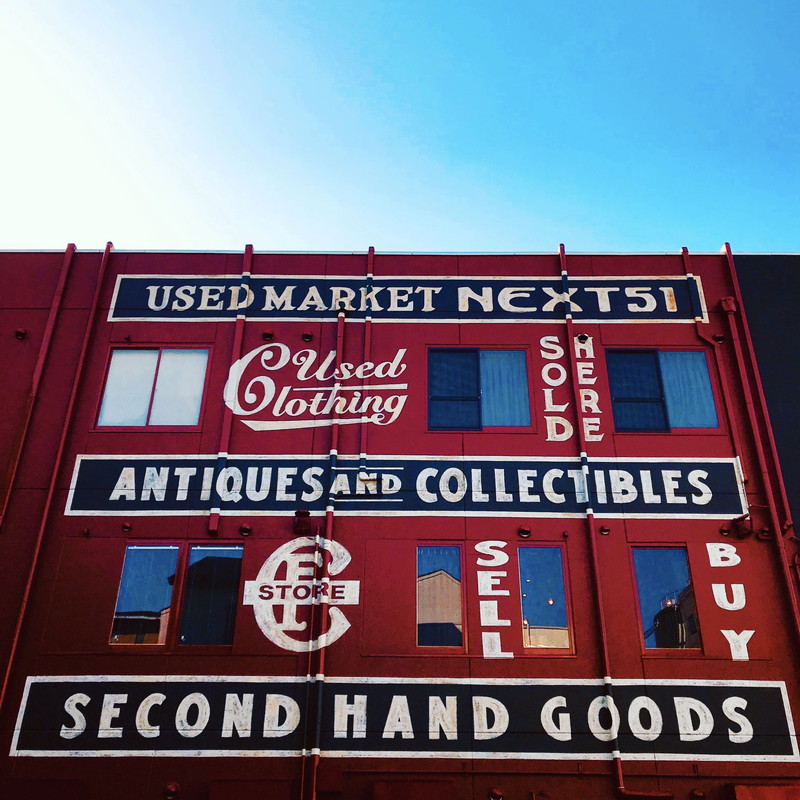 USED MARKET NEXT51
Used
Clothing
SOLD
HERE
ANTIQUES AND COLLECTIBLES
STORE
SELL
BUY
SECOND HAND GOODS